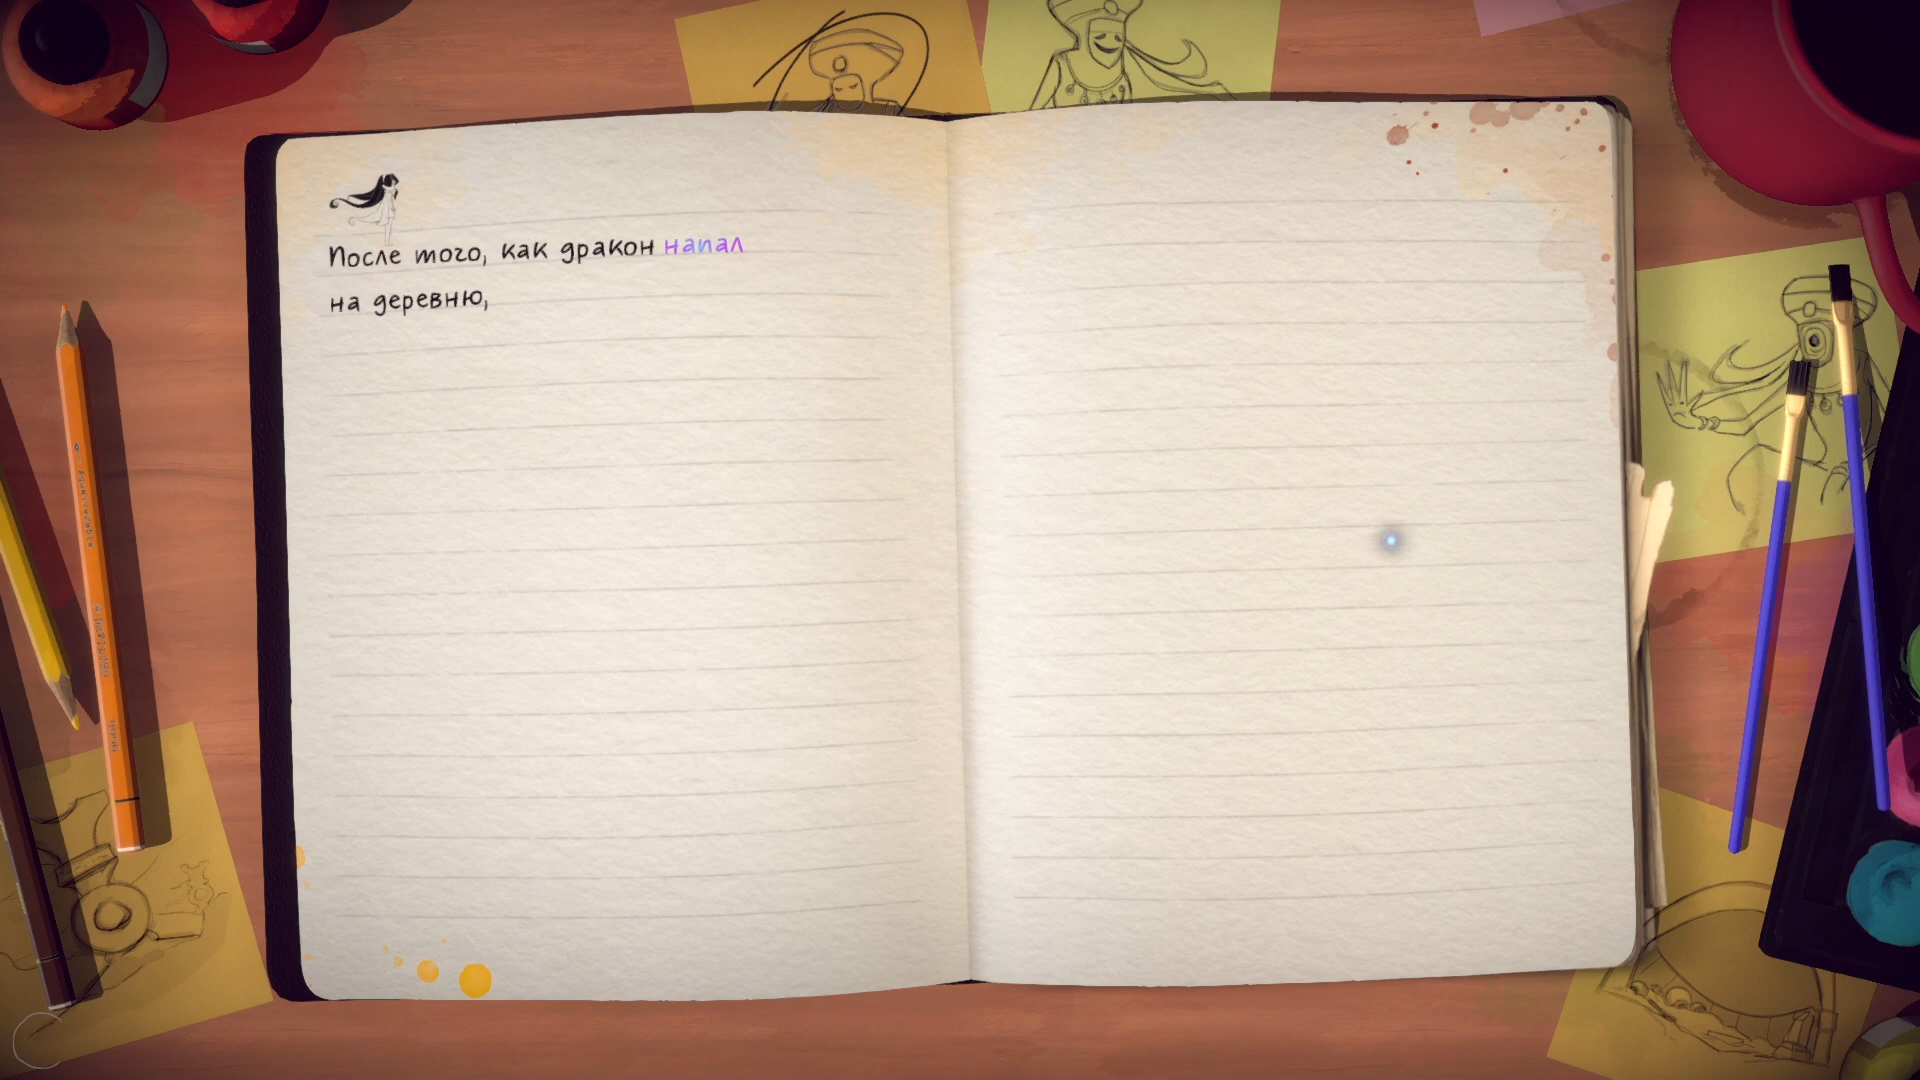 После того, как дракон напал
на деревню,